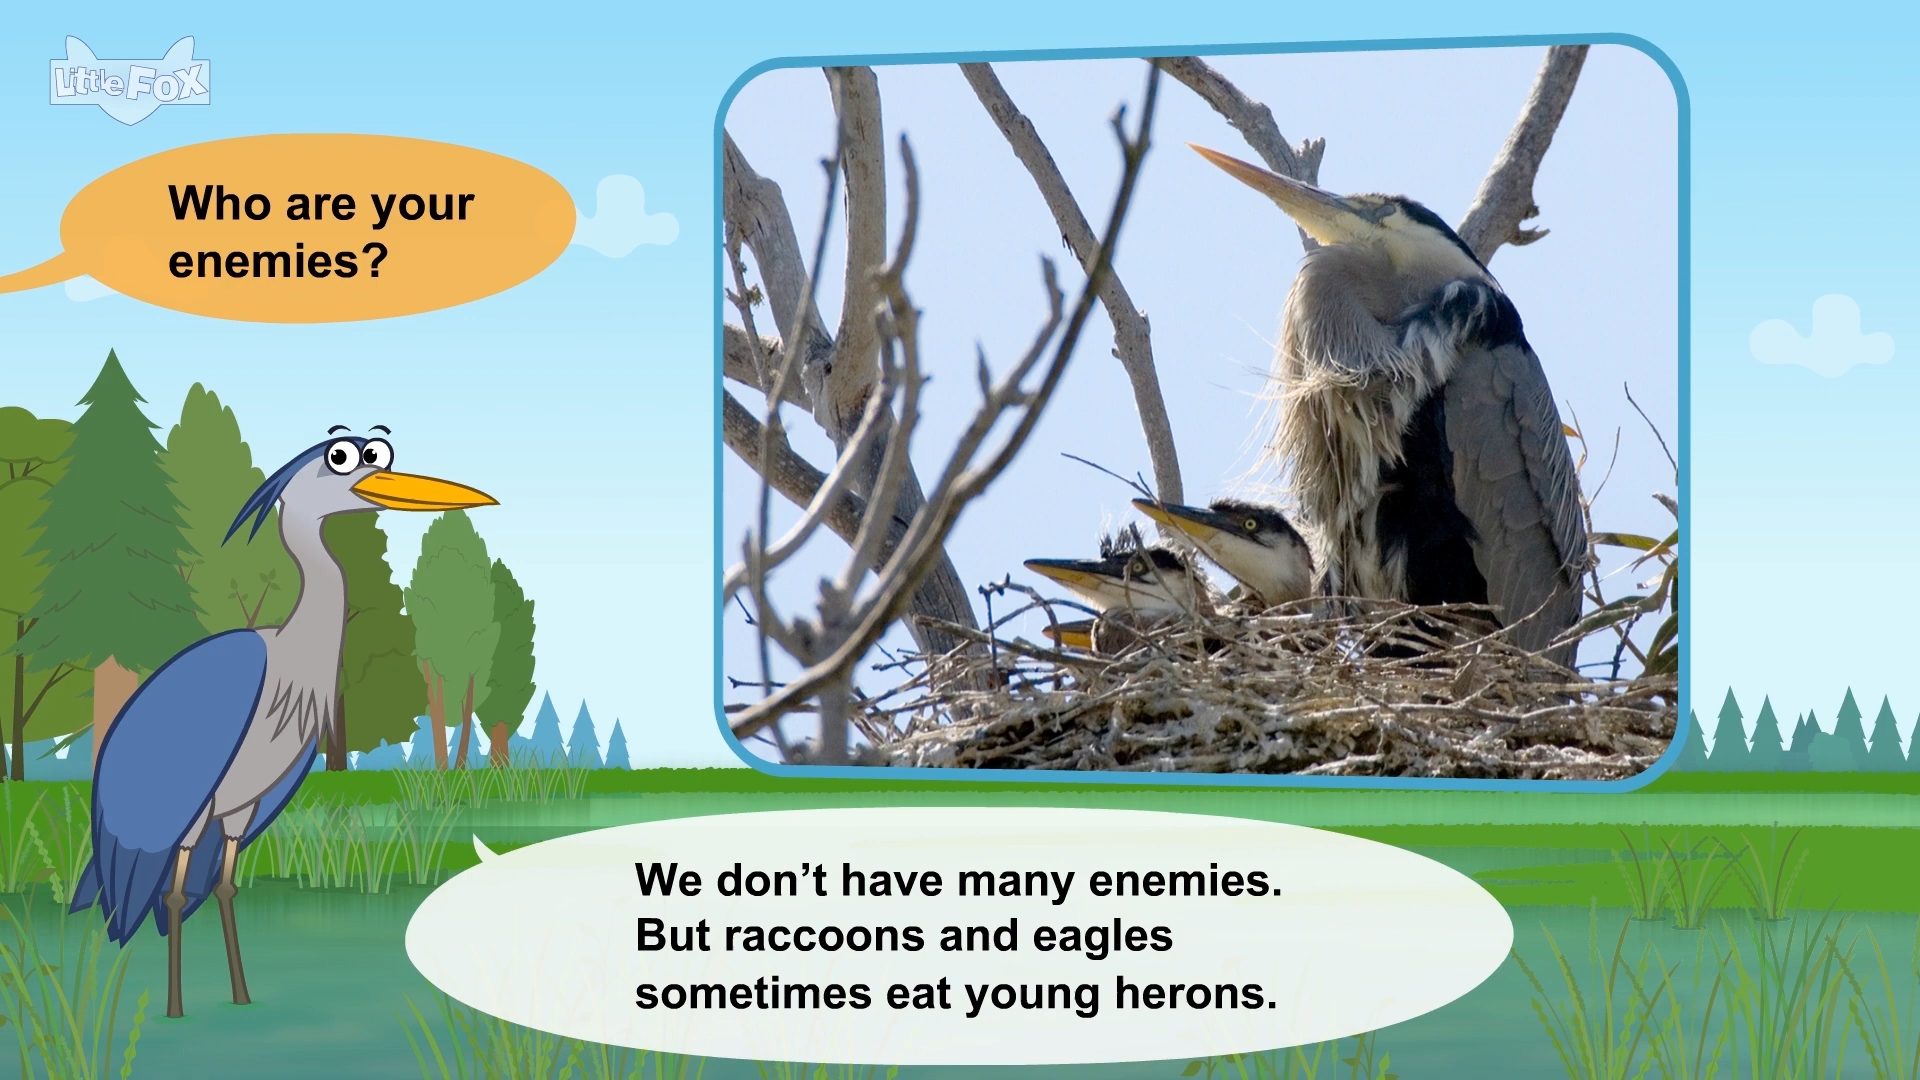 Little Fox
Who are your
enemies?
We don't have many enemies.
But raccoons and eagles
sometimes eat young herons.